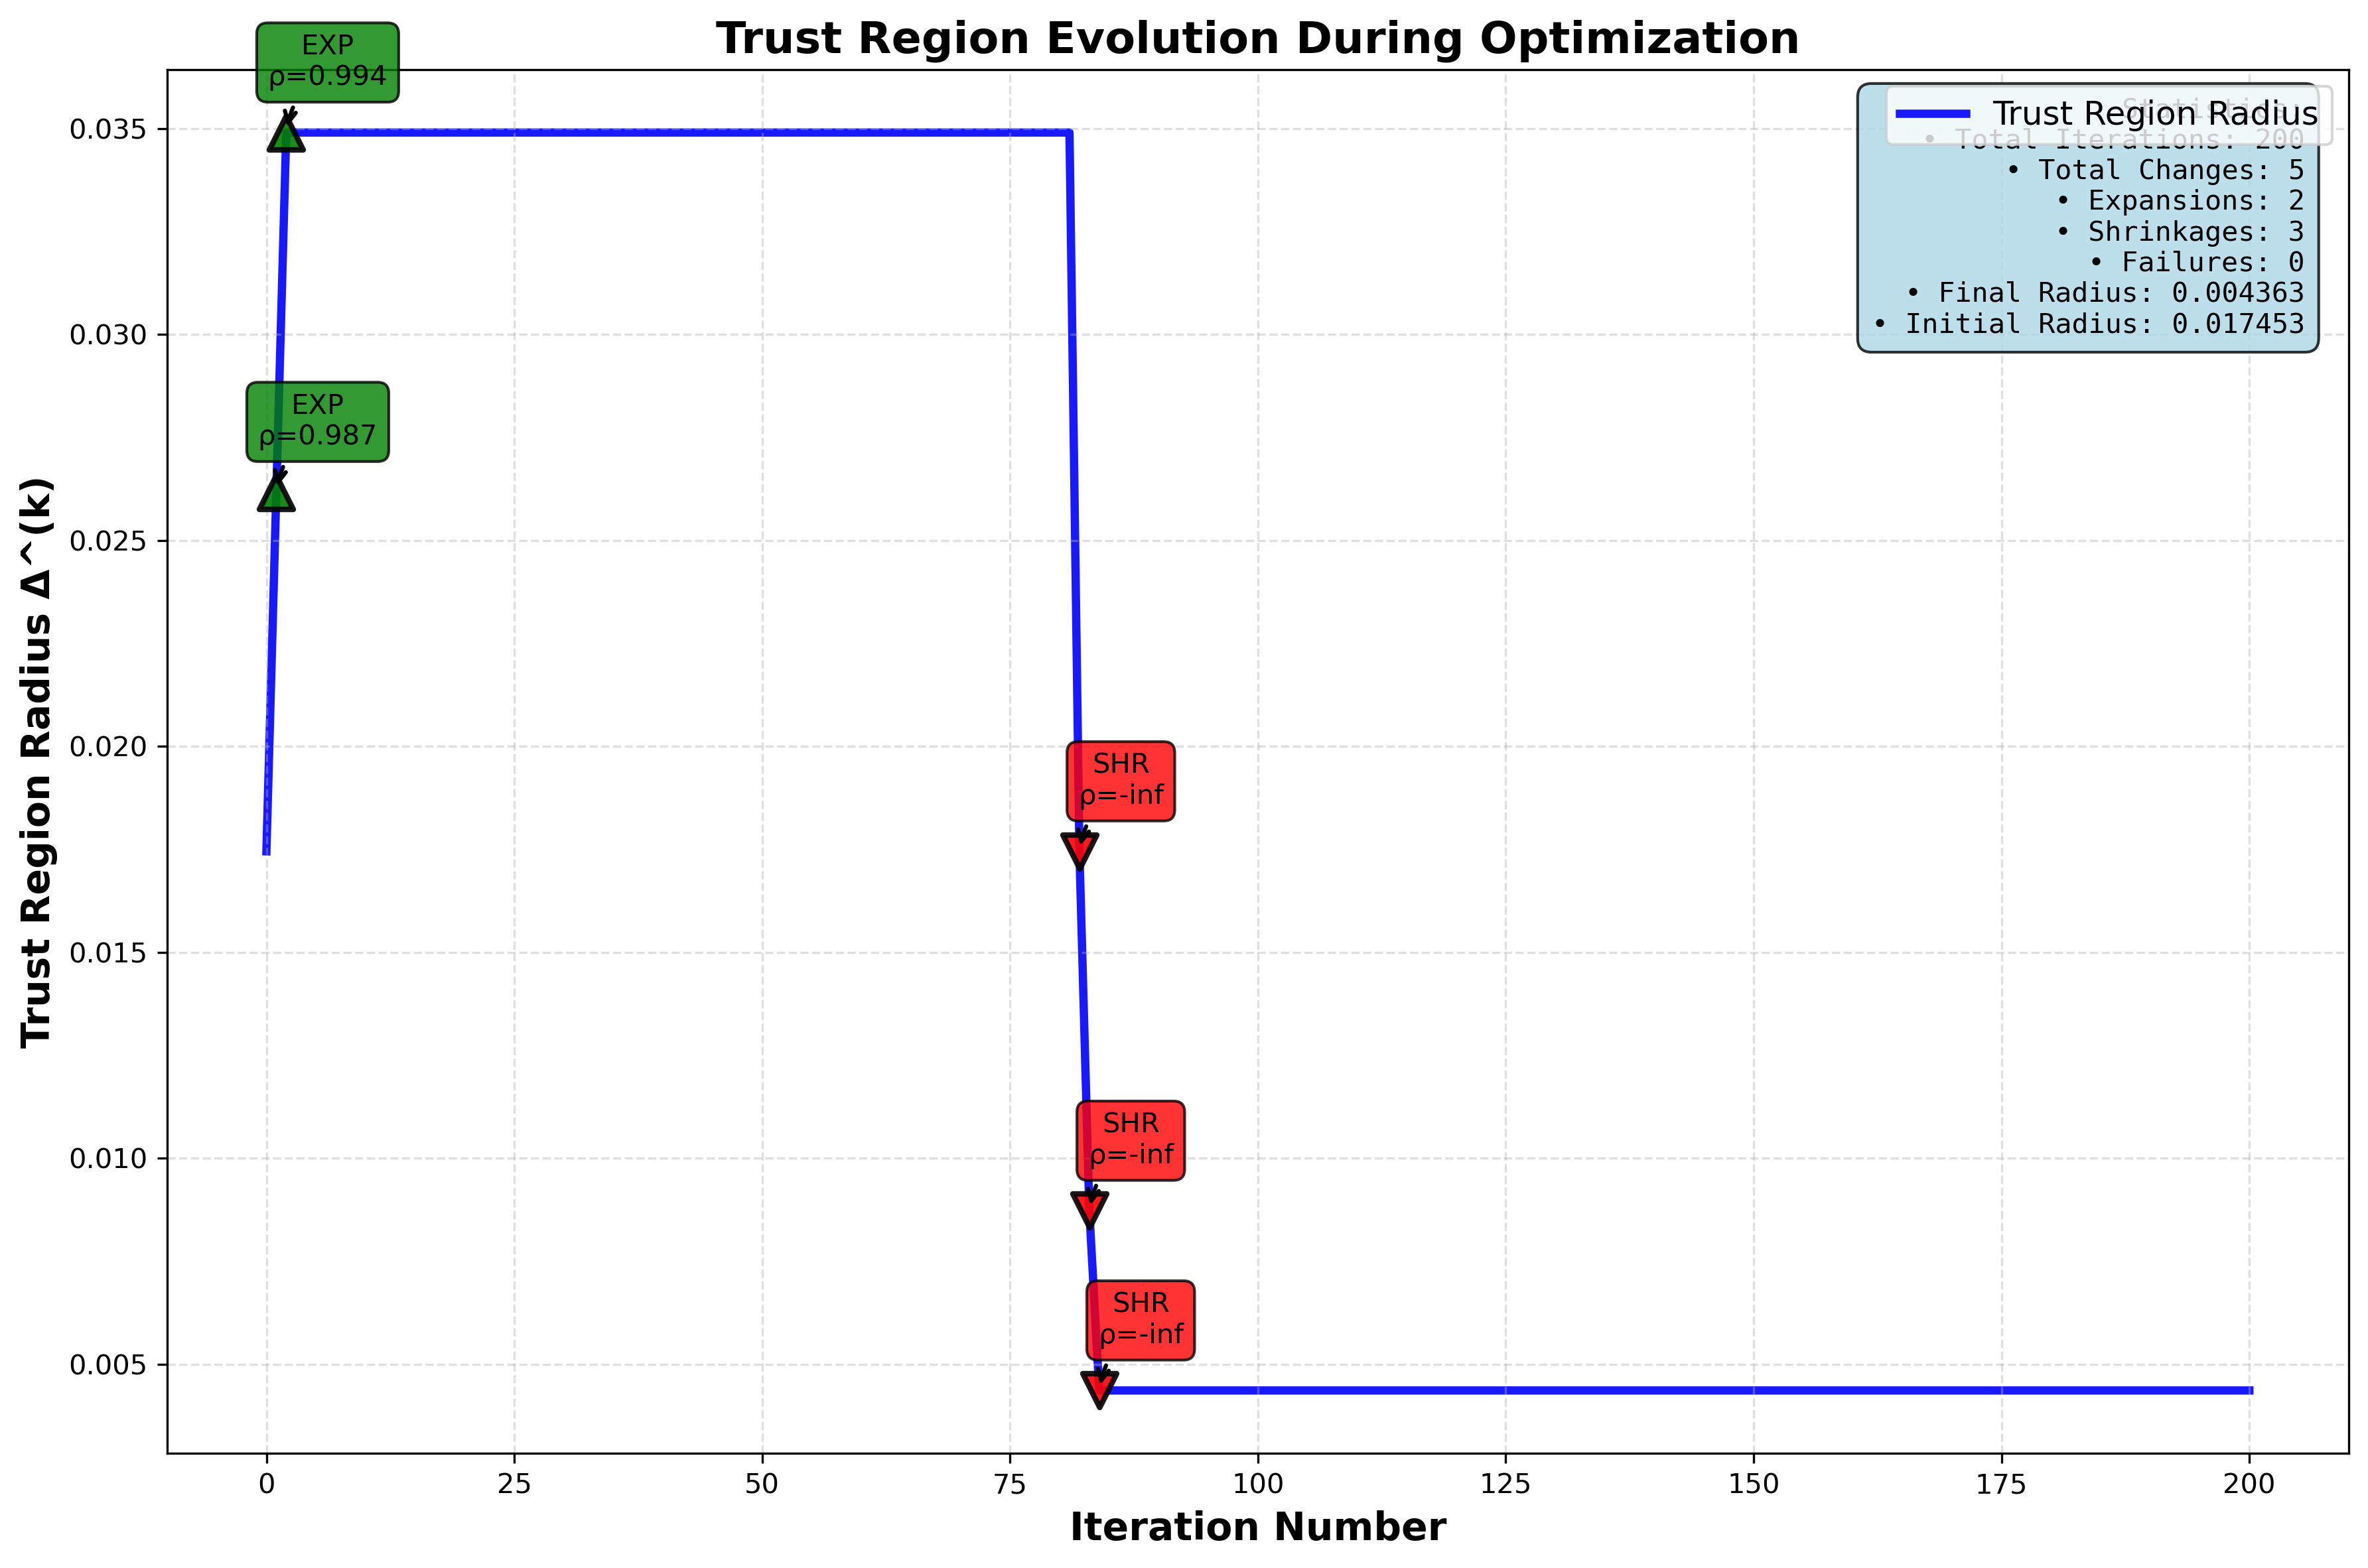 Trust Region Evolution During Optimization
EXP
ρ=0.994
EXP
ρ=0.987
SHR
ρ=-inf
SHR
ρ=-inf
SHR
ρ=-inf
Trust Region Radius
Statistics:
• Total Iterations: 200
• Total Changes: 5
• Expansions: 2
• Shrinkages: 3
• Failures: 0
• Final Radius: 0.004363
• Initial Radius: 0.017453
Trust Region Radius Δ^(k)
0.035
0.030
0.025
0.020
0.015
0.010
0.005
0 25 50 75 100 125 150 175 200
Iteration Number